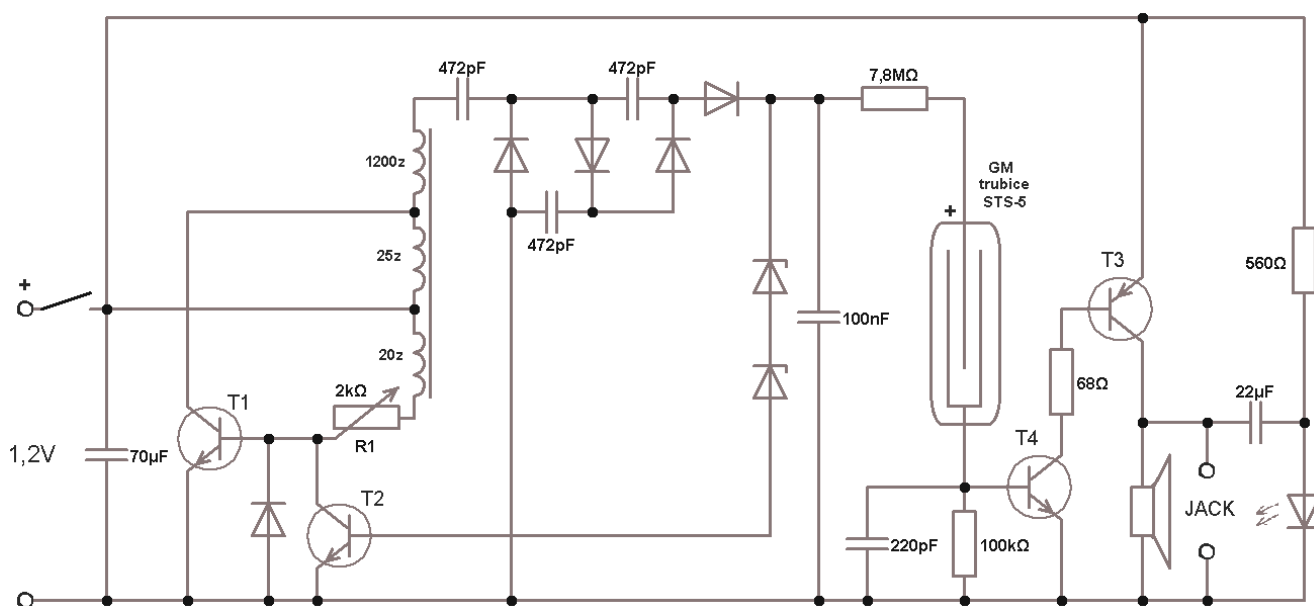 472pF
472pF
7,8MΩ
1200z
GM
trubice
STS-5
+
472pF
25z
T3
560Ω
+
100nF
20z
2kΩ
68Ω
22µF
T1
R1
1,2V
70µF
T4
T2
JACK
220pF
100kΩ